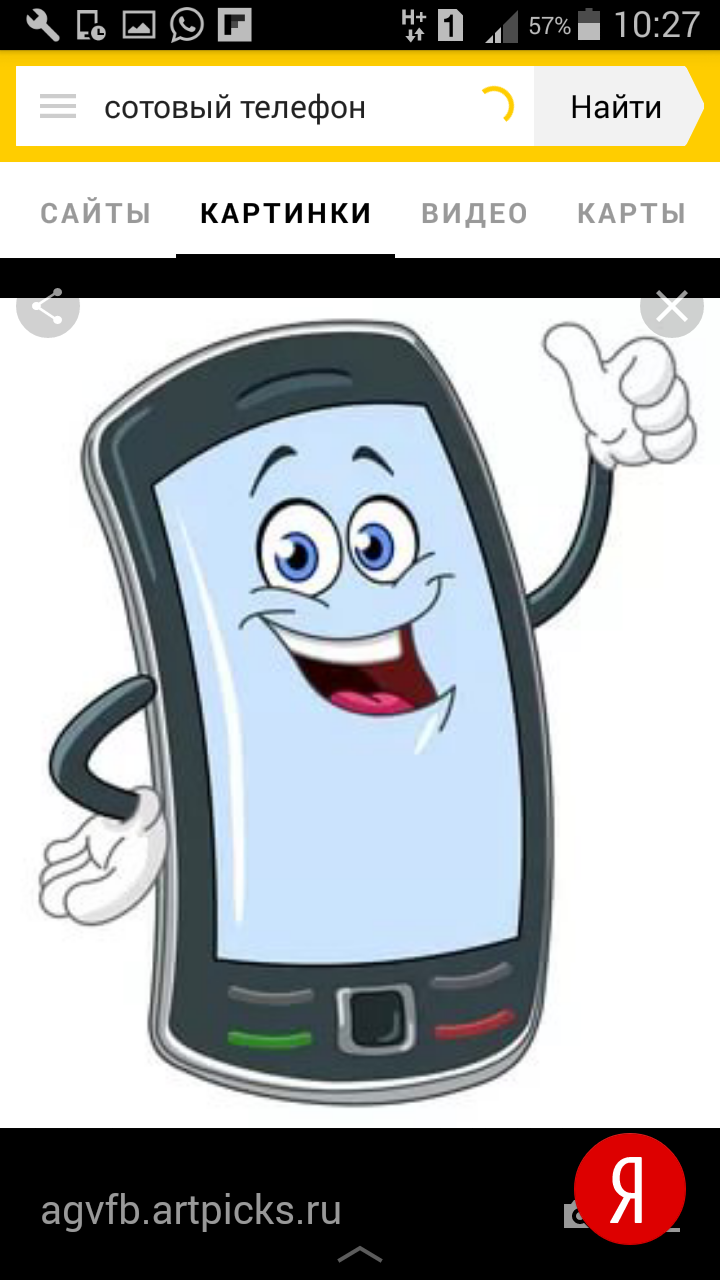 H+ 1 57% 10:27
сотовый телефон Найти
САЙТЫ КАРТИНКИ ВИДЕО КАРТЫ
agvfb.artpicks.ru Я